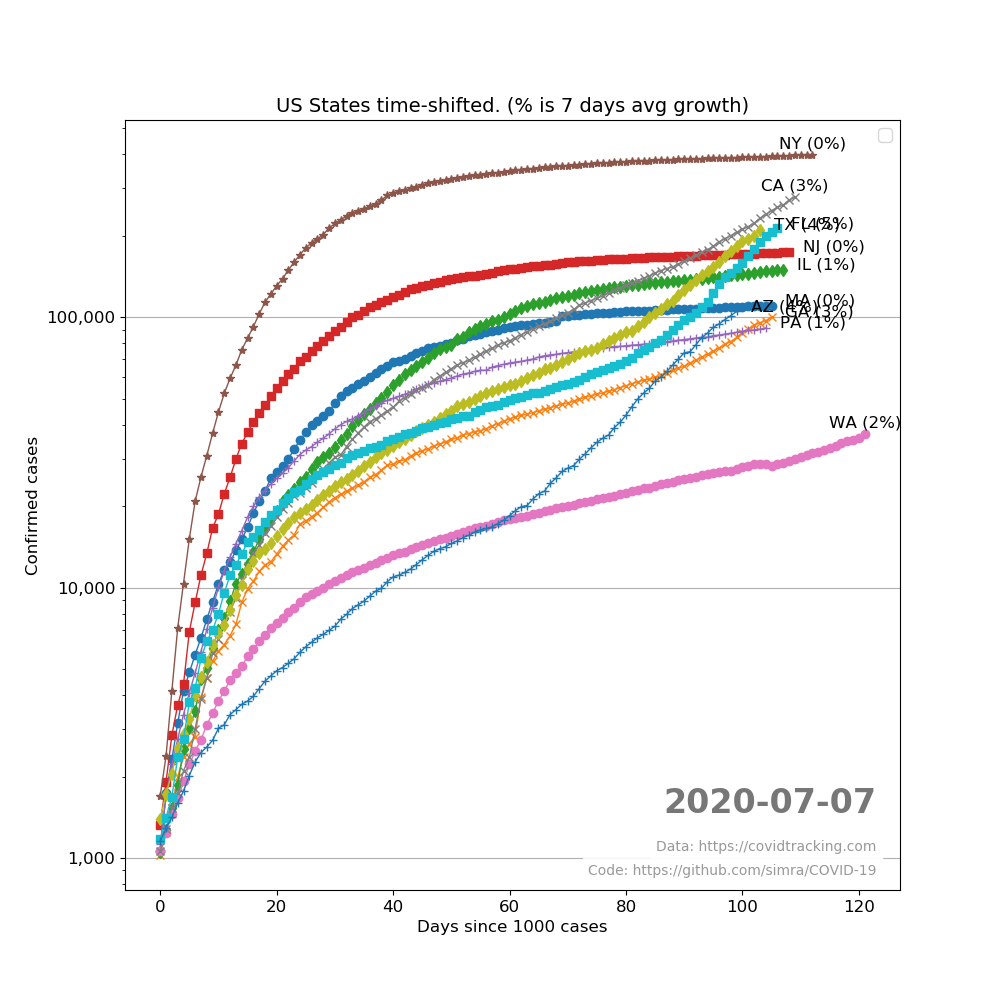 US States time-shifted. (% is 7 days avg growth)
NY (0%)
CA (3%)
TX (4%)
FL (5%)
NJ (0%)
IL (1%)
MA (0%)
AZ (4%)
GA (3%)
PA (1%)
WA (2%)
100,000
10,000
1,000
Confirmed cases
2020-07-07
Data: https://covidtracking.com
Code: https://github.com/simra/COVID-19
0 20 40 60 80 100 120
Days since 1000 cases